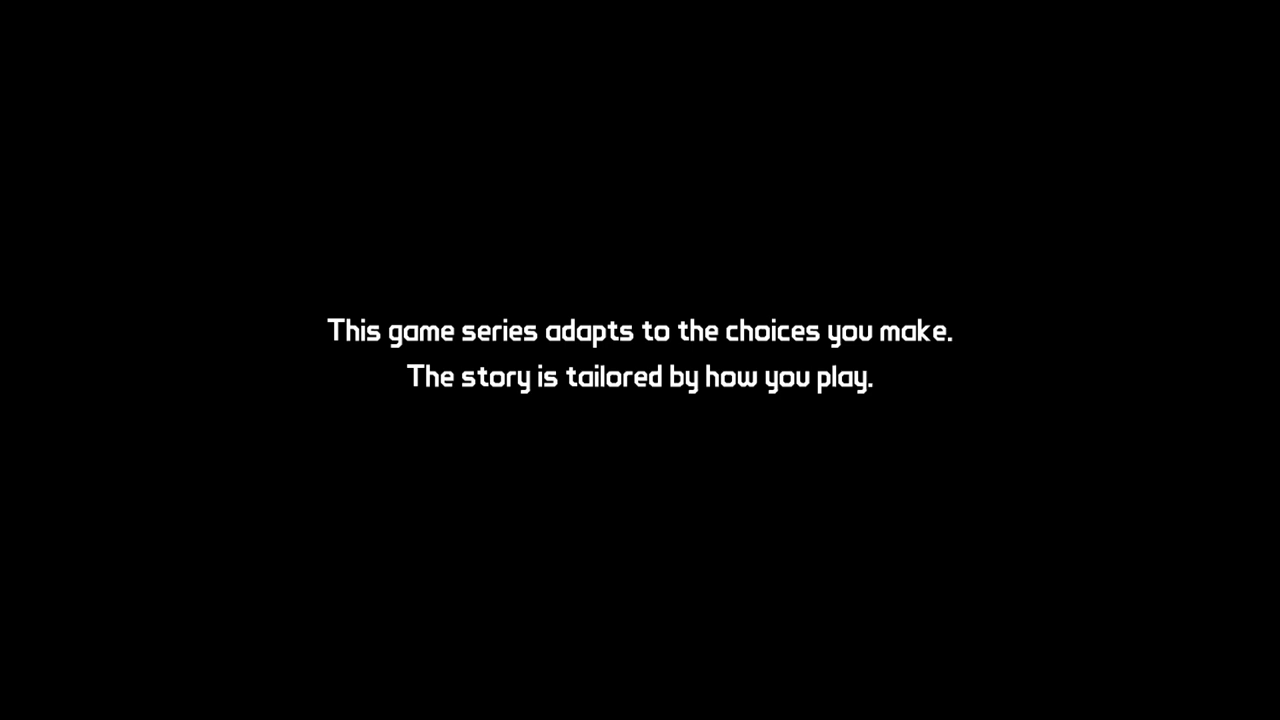 This game series adapts to the choices you make.
The story is tailored by how you play.